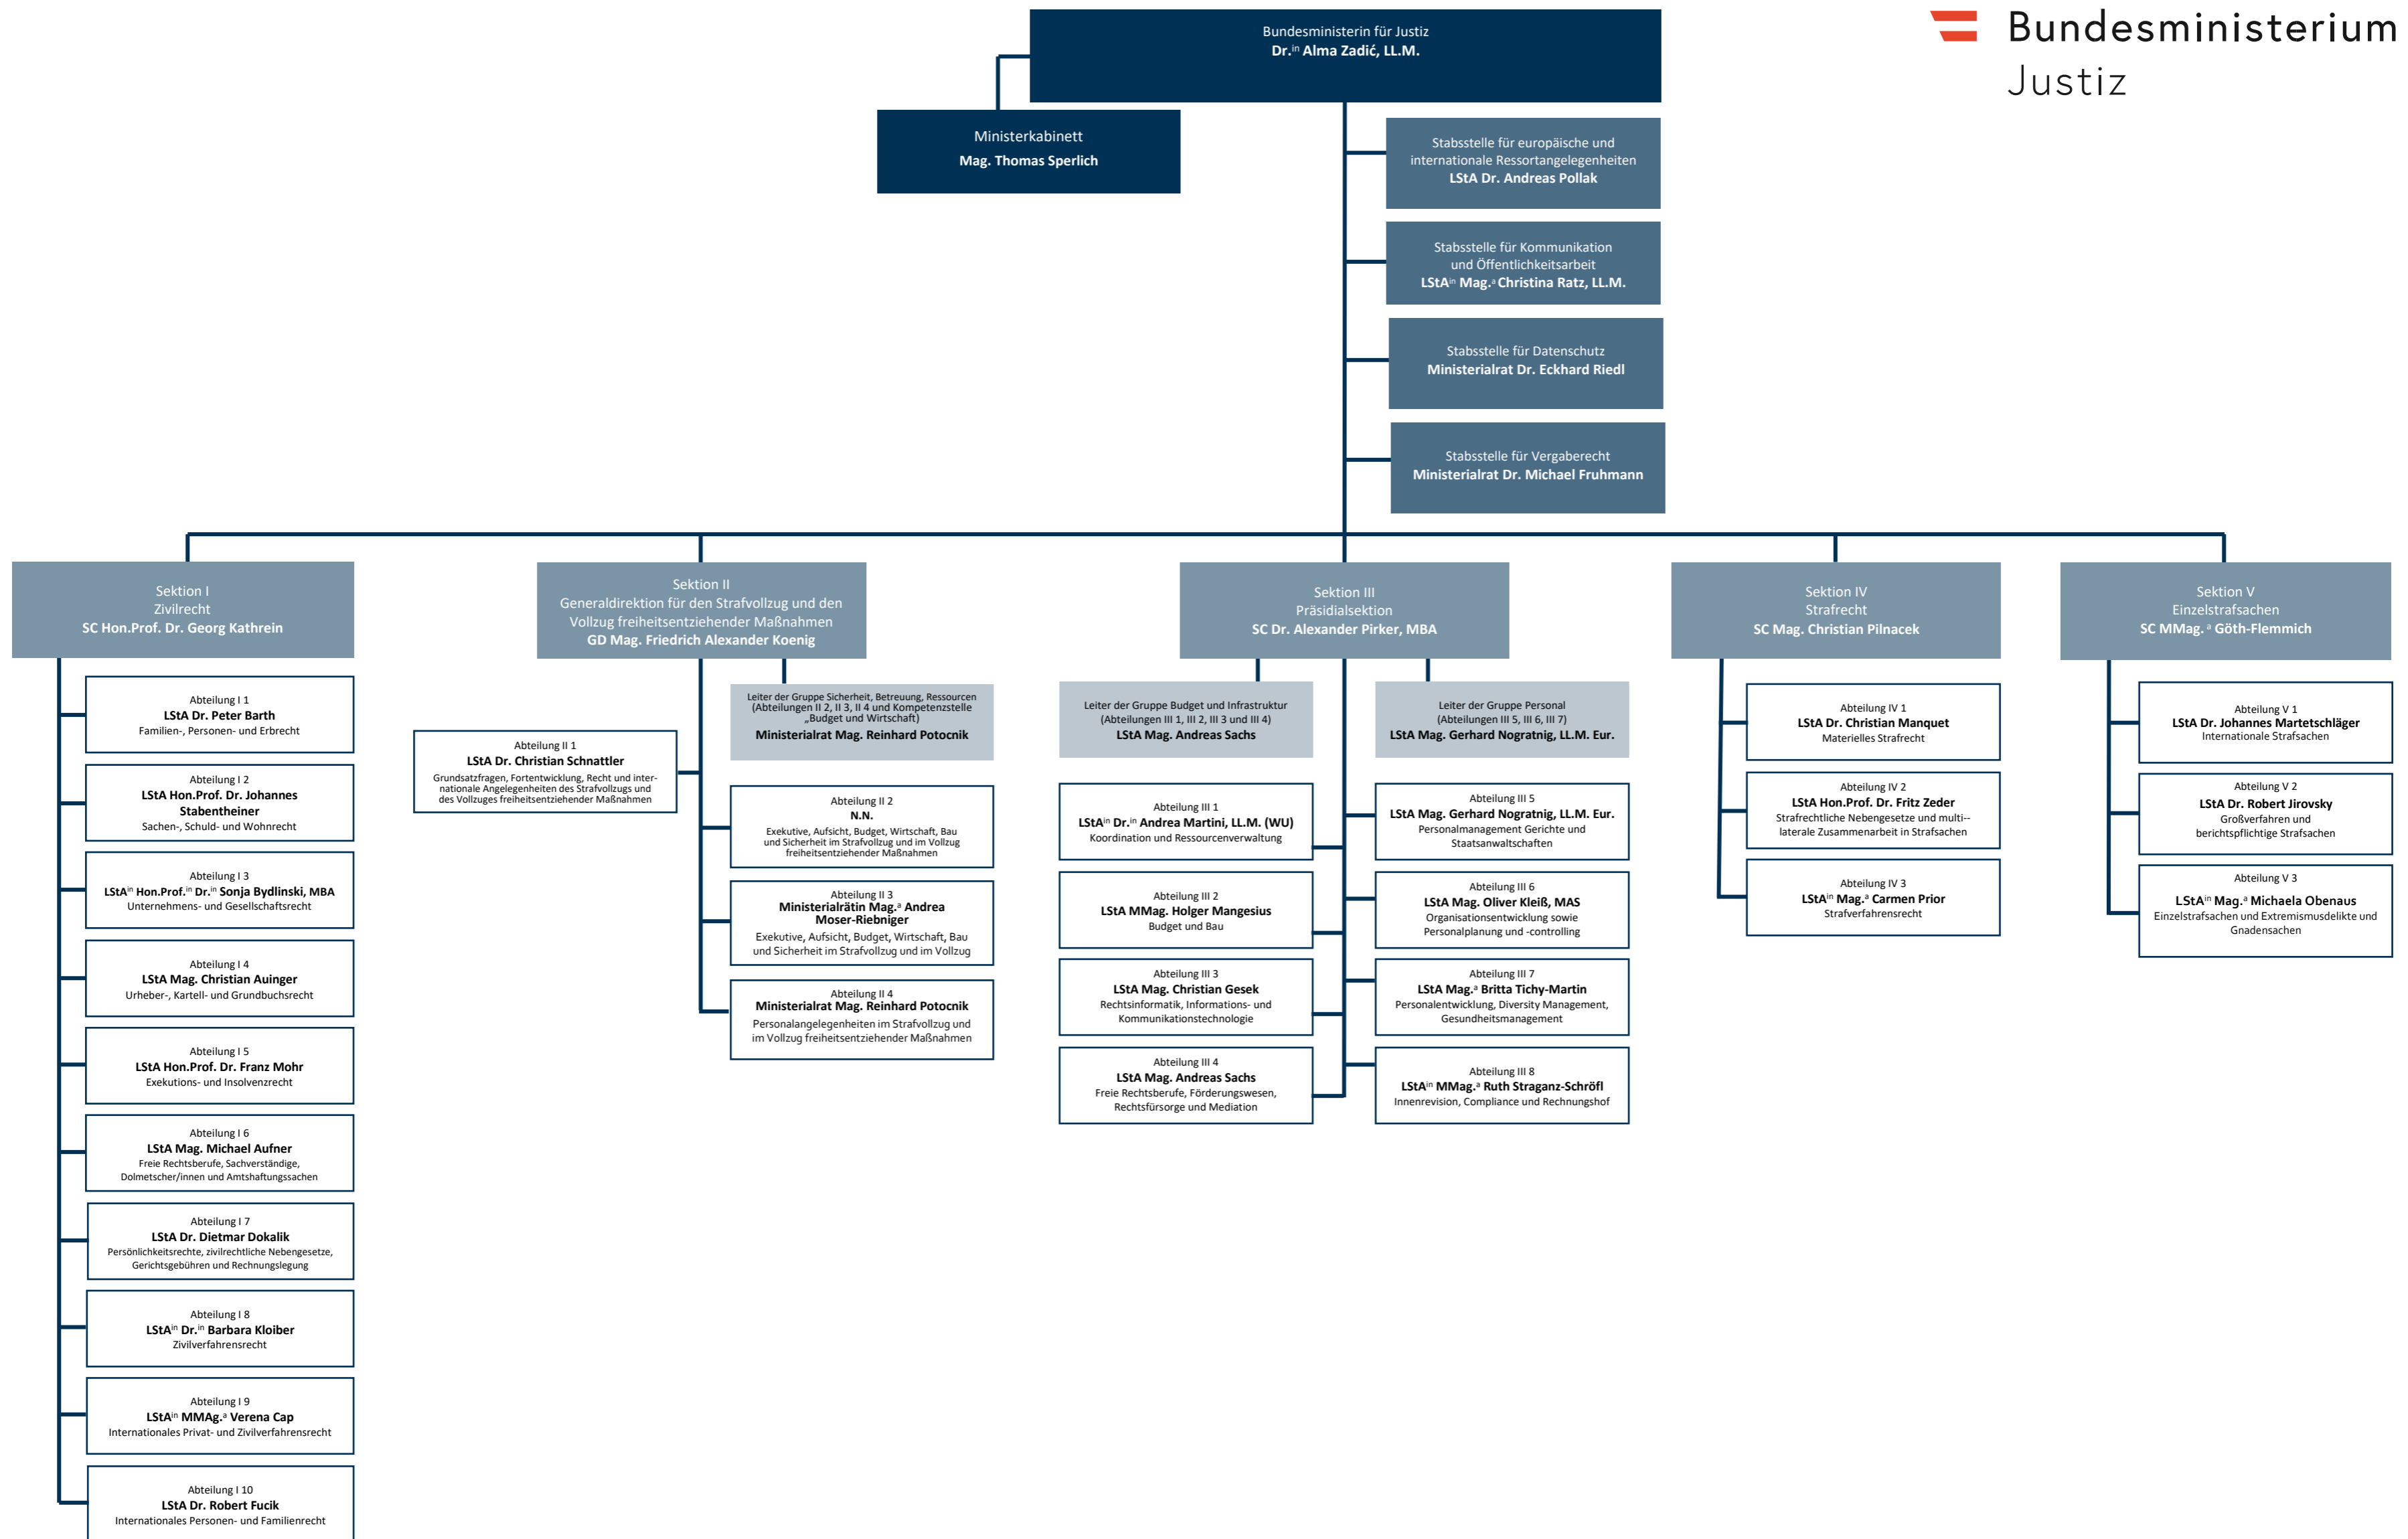 Bundesministerium
Justiz
Bundesministerin für Justiz
Dr.in Alma Zadić, LL.M.
Ministerkabinett
Mag. Thomas Sperlich
Stabsstelle für europäische und
internationale Ressortangelegenheiten
LStA Dr. Andreas Pollak
Stabsstelle für Kommunikation
und Öffentlichkeitsarbeit
LStAin Mag.a Christina Ratz, LL.M.
Stabsstelle für Datenschutz
Ministerialrat Dr. Eckhard Riedl
Stabsstelle für Vergaberecht
Ministerialrat Dr. Michael Fruhmann
Sektion I
Zivilrecht
SC Hon.Prof. Dr. Georg Kathrein
Abteilung I 1
LStA Dr. Peter Barth
Familien-, Personen- und Erbrecht
Abteilung I 2
LStA Hon.Prof. Dr. Johannes
Stabentheiner
Sachen-, Schuld- und Wohnrecht
Abteilung I 3
LStAin Hon.Prof.in Dr.in Sonja Bydlinski, MBA
Unternehmens- und Gesellschaftsrecht
Abteilung I 4
LStA Mag. Christian Auinger
Urheber-, Kartell- und Grundbuchsrecht
Abteilung I 5
LStA Hon.Prof. Dr. Franz Mohr
Exekutions- und Insolvenzrecht
Abteilung I 6
LStA Mag. Michael Aufner
Freie Rechtsberufe, Sachverständige,
Dolmetscher/innen und Amtshaftungssachen
Abteilung I 7
LStA Dr. Dietmar Dokalik
Persönlichkeitsrechte, zivilrechtliche Nebengesetze,
Gerichtsgebühren und Rechnungslegung
Abteilung I 8
LStAin Dr.in Barbara Kloiber
Zivilverfahrensrecht
Abteilung I 9
LStAin MMAg.a Verena Cap
Internationales Privat- und Zivilverfahrensrecht
Abteilung I 10
LStA Dr. Robert Fucik
Internationales Personen- und Familienrecht
Sektion II
Generaldirektion für den Strafvollzug und den
Vollzug freiheitsentziehender Maßnahmen
GD Mag. Friedrich Alexander Koenig
Leiter der Gruppe Sicherheit, Betreuung, Ressourcen
(Abteilungen II 2, II 3, II 4 und Kompetenzstelle
„Budget und Wirtschaft)
Ministerialrat Mag. Reinhard Potocnik
Abteilung II 1
LStA Dr. Christian Schnattler
Grundsatzfragen, Fortentwicklung, Recht und inter-
nationale Angelegenheiten des Strafvollzugs und
des Vollzuges freiheitsentziehender Maßnahmen
Abteilung II 2
N.N.
Exekutive, Aufsicht, Budget, Wirtschaft, Bau
und Sicherheit im Strafvollzug und im Vollzug
freiheitsentziehender Maßnahmen
Abteilung II 3
Ministerialrätin Mag.a Andrea
Moser-Riebniger
Exekutive, Aufsicht, Budget, Wirtschaft, Bau
und Sicherheit im Strafvollzug und im Vollzug
Abteilung II 4
Ministerialrat Mag. Reinhard Potocnik
Personalangelegenheiten im Strafvollzug und
im Vollzug freiheitsentziehender Maßnahmen
Sektion III
Präsidialsektion
SC Dr. Alexander Pirker, MBA
Leiter der Gruppe Budget und Infrastruktur
(Abteilungen III 1, III 2, III 3 und III 4)
LStA Mag. Andreas Sachs
Abteilung III 1
LStAin Dr.in Andrea Martini, LL.M. (WU)
Koordination und Ressourcenverwaltung
Abteilung III 2
LStA MMag. Holger Mangesius
Budget und Bau
Abteilung III 3
LStA Mag. Christian Gesek
Rechtsinformatik, Informations- und
Kommunikationstechnologie
Abteilung III 4
LStA Mag. Andreas Sachs
Freie Rechtsberufe, Förderungswesen,
Rechtsfürsorge und Mediation
Leiter der Gruppe Personal
(Abteilungen III 5, III 6, III 7)
LStA Mag. Gerhard Nogratnig, LL.M. Eur.
Abteilung III 5
LStA Mag. Gerhard Nogratnig, LL.M. Eur.
Personalmanagement Gerichte und
Staatsanwaltschaften
Abteilung III 6
LStA Mag. Oliver Kleiß, MAS
Organisationsentwicklung sowie
Personalplanung und -controlling
Abteilung III 7
LStA Mag.a Britta Tichy-Martin
Personalentwicklung, Diversity Management,
Gesundheitsmanagement
Abteilung III 8
LStAin MMag.a Ruth Straganz-Schröfl
Innenrevision, Compliance und Rechnungshof
Sektion IV
Strafrecht
SC Mag. Christian Pilnacek
Abteilung IV 1
LStA Dr. Christian Manquet
Materielles Strafrecht
Abteilung IV 2
LStA Hon.Prof. Dr. Fritz Zeder
Strafrechtliche Nebengesetze und multi--
laterale Zusammenarbeit in Strafsachen
Abteilung IV 3
LStAin Mag.a Carmen Prior
Strafverfahrensrecht
Sektion V
Einzelstrafsachen
SC MMag. a Göth-Flemmich
Abteilung V 1
LStA Dr. Johannes Martetschläger
Internationale Strafsachen
Abteilung V 2
LStA Dr. Robert Jirovsky
Großverfahren und
berichtspflichtige Strafsachen
Abteilung V 3
LStAin Mag.a Michaela Obenaus
Einzelstrafsachen und Extremismusdelikte und
Gnadensachen